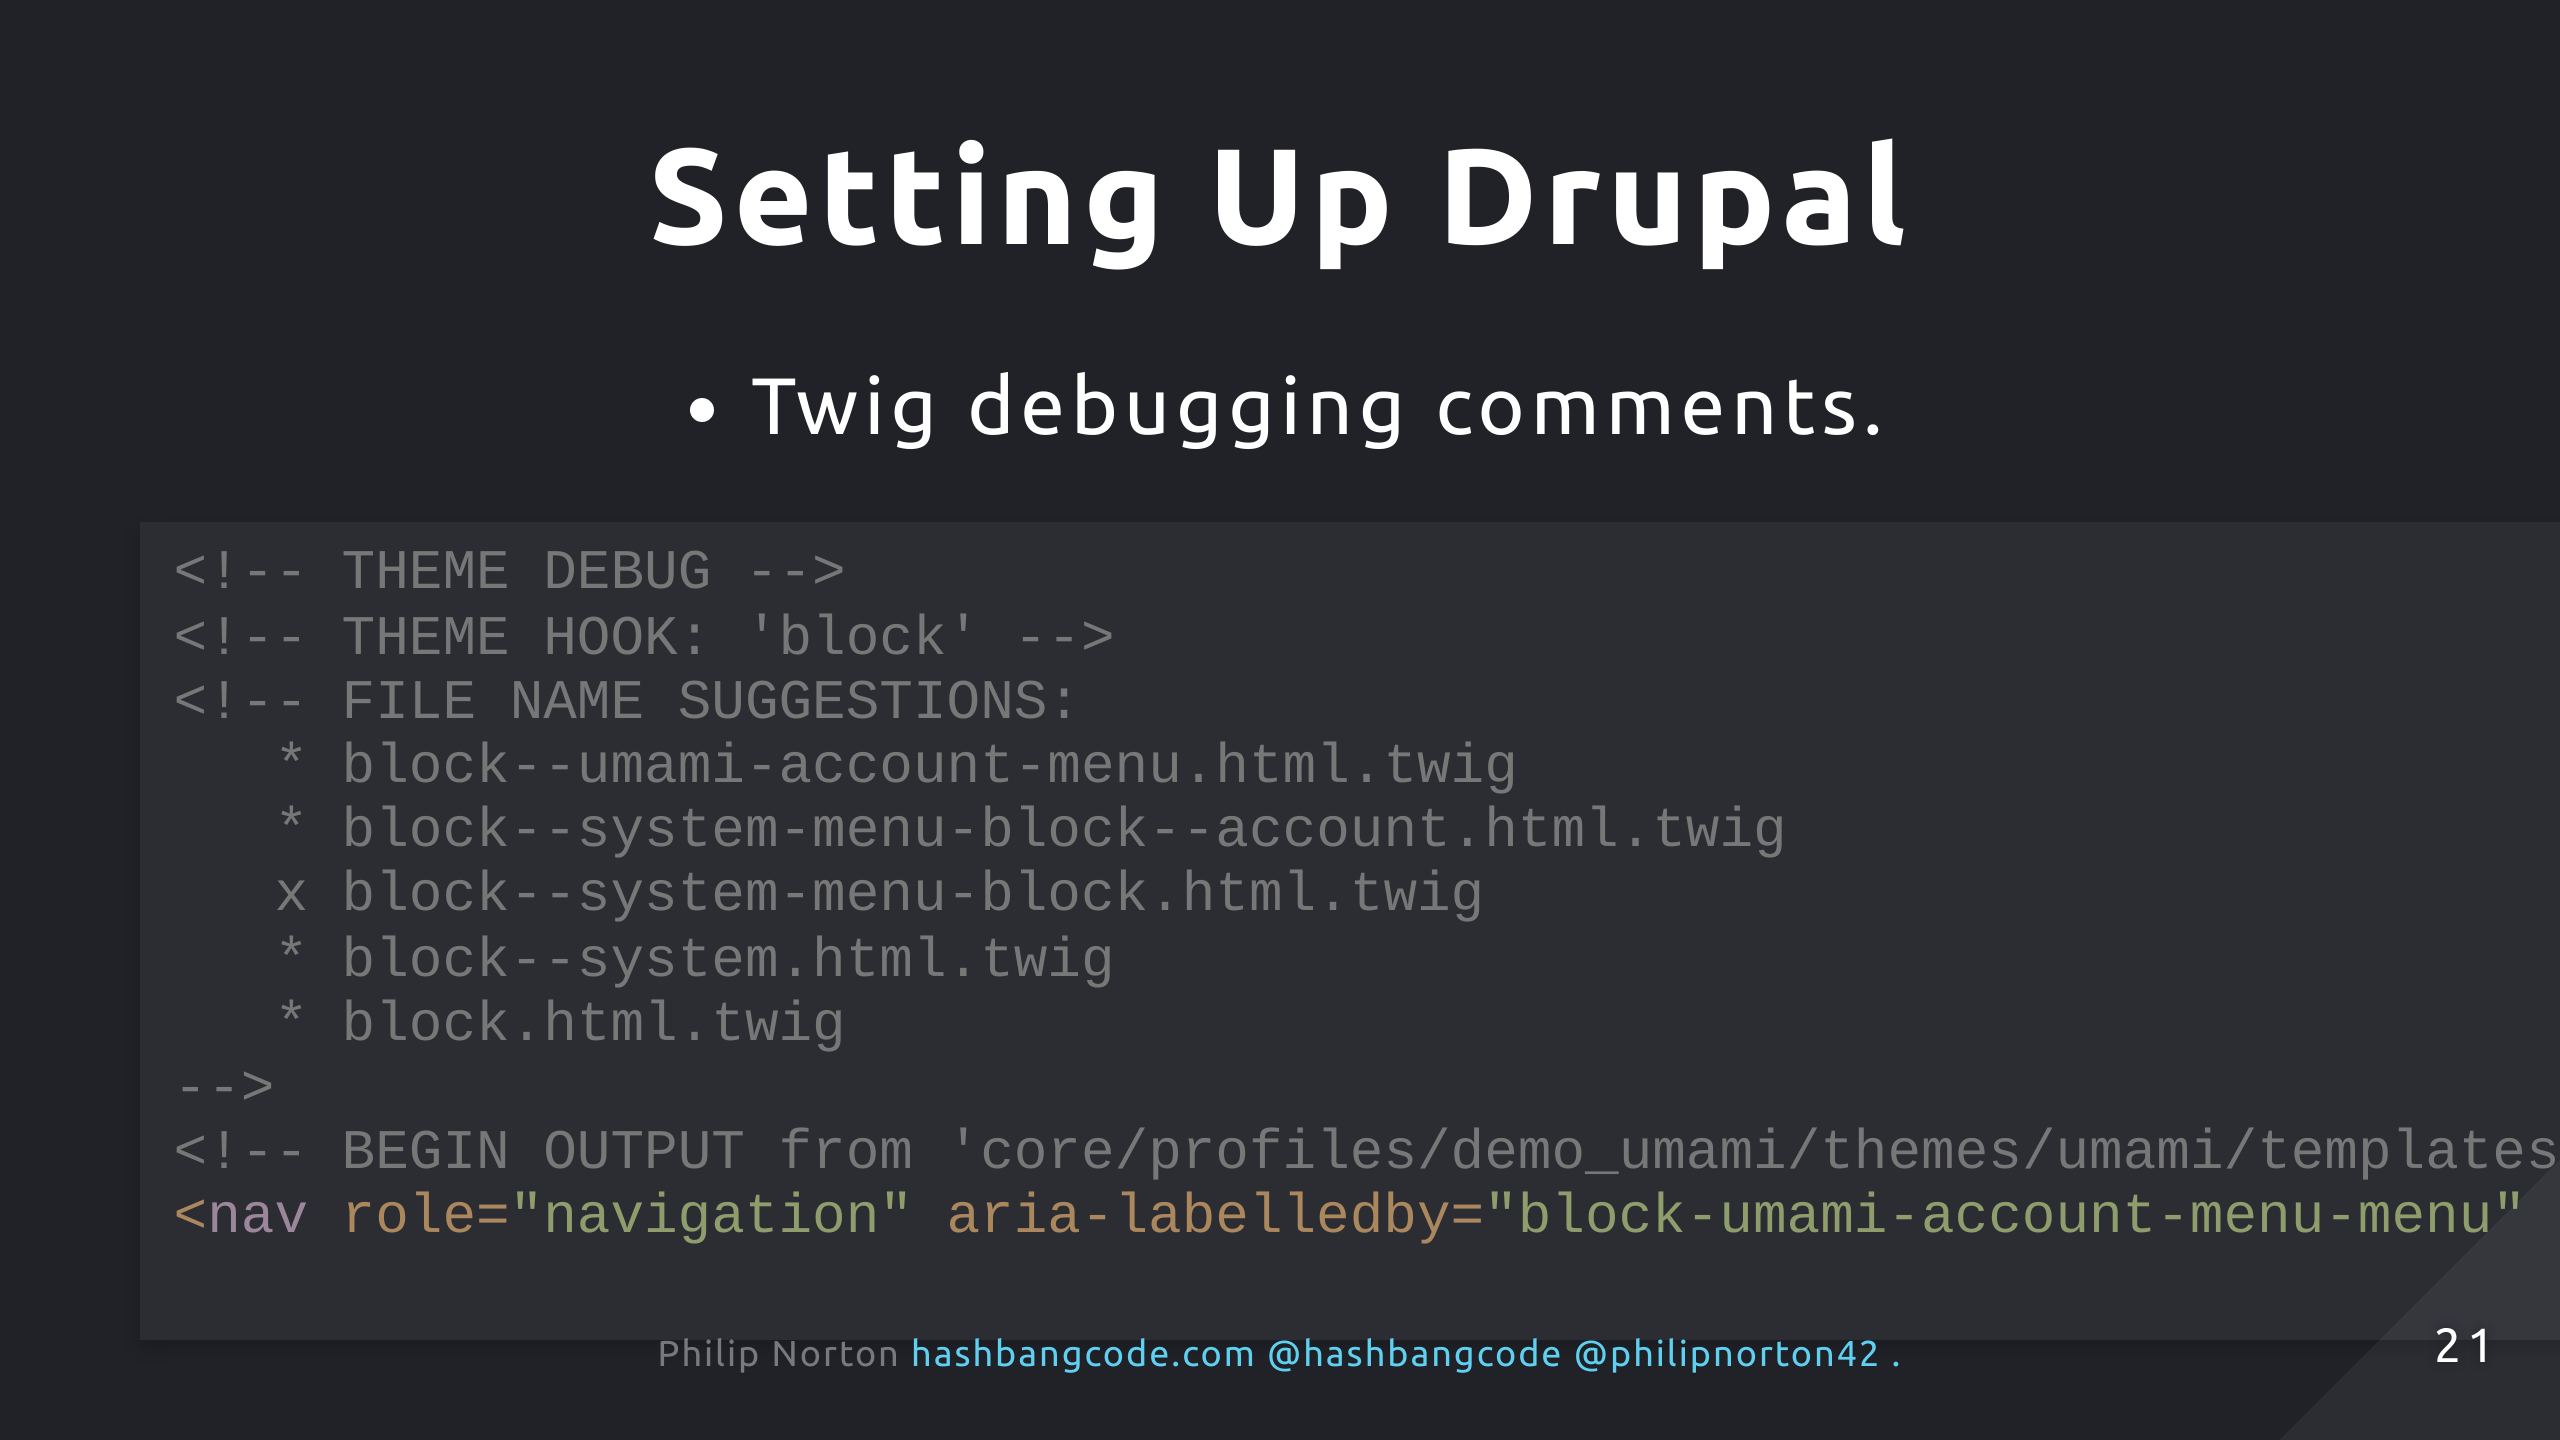 Setting Up Drupal
• Twig debugging comments.
<!-- THEME DEBUG -->
<!-- THEME HOOK: 'block' -->
<!-- FILE NAME SUGGESTIONS:
   * block--umami-account-menu.html.twig
   * block--system-menu-block--account.html.twig
   x block--system-menu-block.html.twig
   * block--system.html.twig
   * block.html.twig
-->
<!-- BEGIN OUTPUT from 'core/profiles/demo_umami/themes/umami/templates
<nav role="navigation" aria-labelledby="block-umami-account-menu-menu"
Philip Norton hashbangcode.com @hashbangcode @philipnorton42 .
21